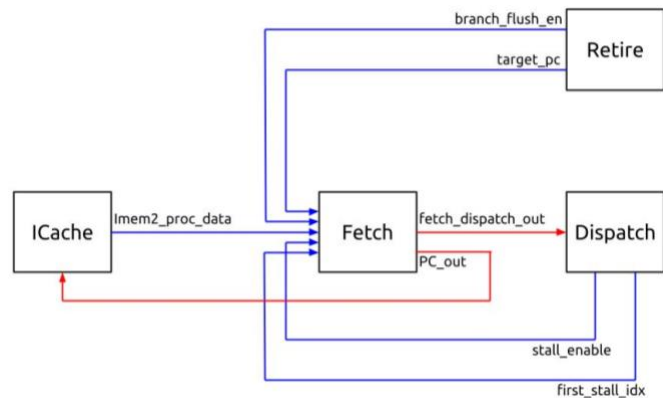 branch_flush_en
Retire
target_pc
Imem2_proc_data
fetch_dispatch_out
ICache
Fetch
Dispatch
PC_out
stall_enable
first_stall_idx